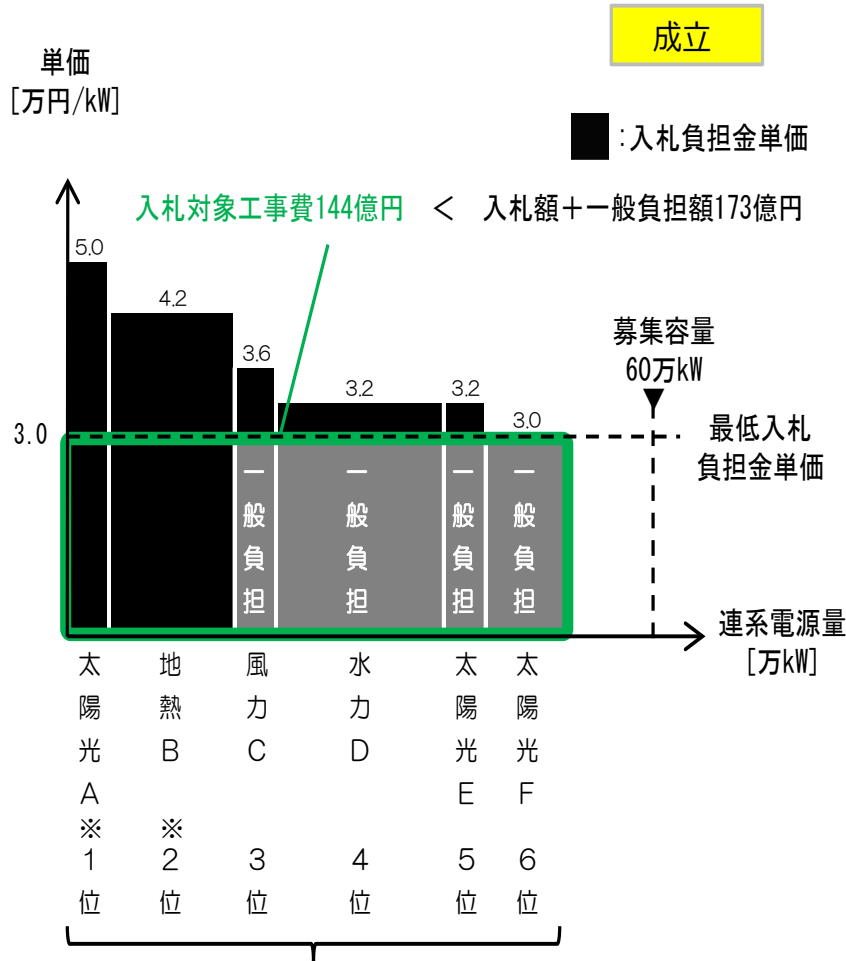 成立
単価
[万円/kW]
:入札負担金単価
入札対象工事費144億円 < 入札額+一般負担額173億円
5.0
4.2
3.6
3.2
3.2
3.0
募集容量
60万kW
3.0
最低入札
負担金単価
一般負担
一般負担
一般負担
一般負担
連系電源量
[万kW]
太陽光A※1位
地熱B※2位
風力C3位
水力D4位
太陽光E5位
太陽光F6位